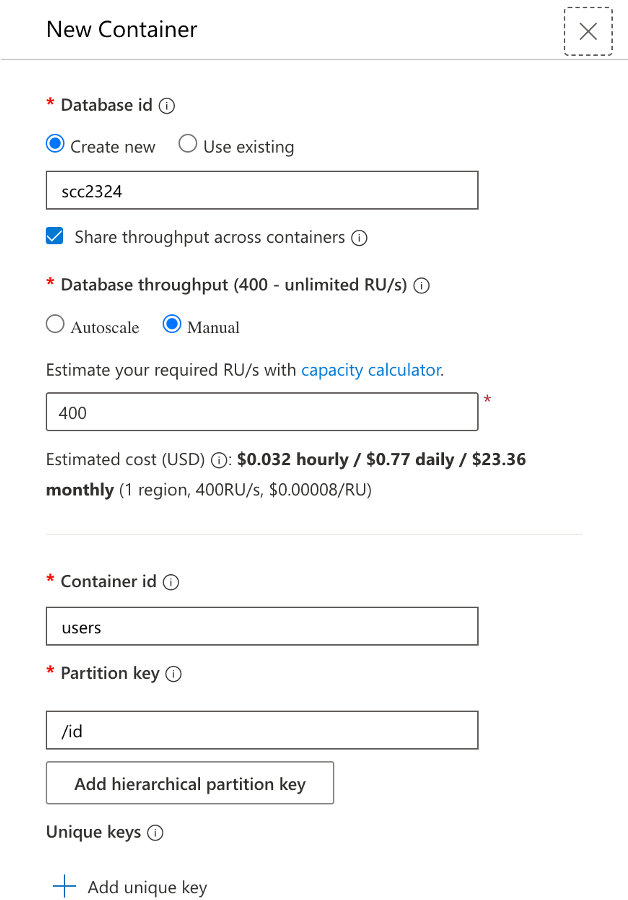 New Container
* Database id
Create new Use existing
scc2324
Share throughput across containers
* Database throughput (400 - unlimited RU/s)
Autoscale Manual
Estimate your required RU/s with capacity calculator.
400 *
Estimated cost (USD) : $0.032 hourly / $0.77 daily / $23.36
monthly (1 region, 400RU/s, $0.00008/RU)
* Container id
users
* Partition key
/id
Add hierarchical partition key
Unique keys
Add unique key